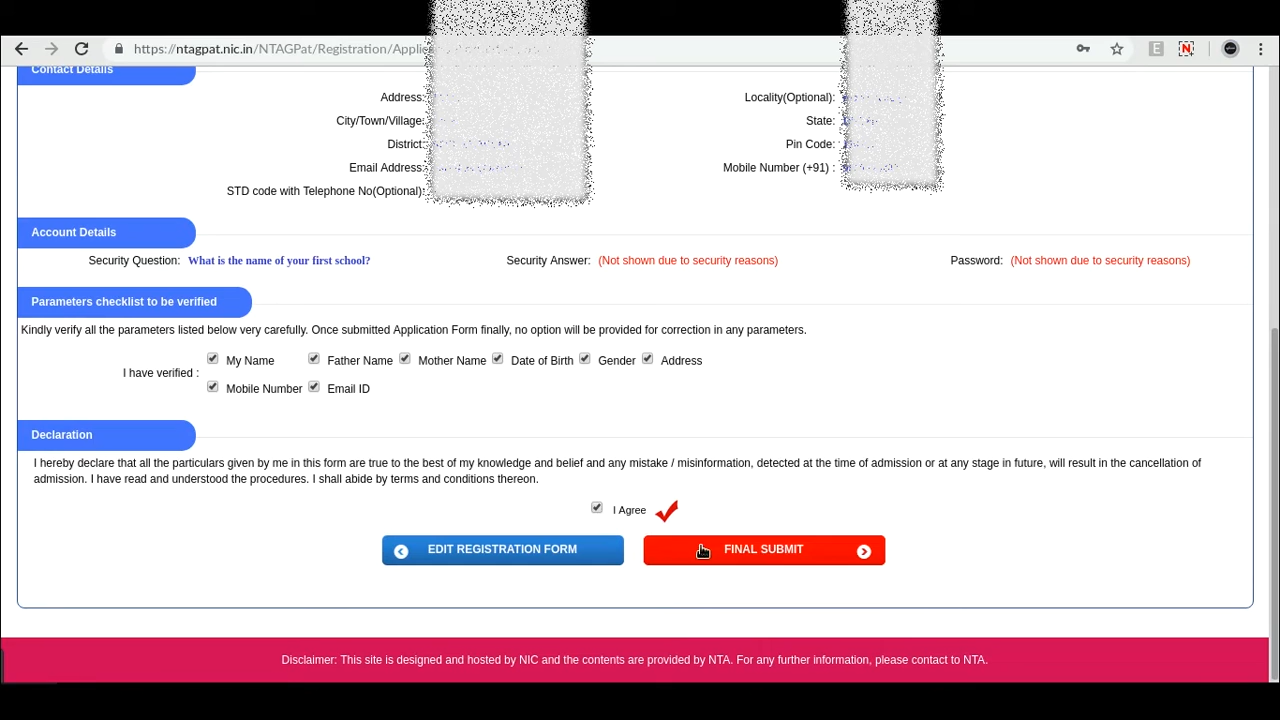 https://ntagpat.nic.in/NTAGPat/Registration/Applic
E N
Contact Details
Address: Locality(Optional):
City/Town/Village: State:
District: Pin Code:
Email Address: Mobile Number (+91) :
STD code with Telephone No(Optional):
Account Details
Security Question: What is the name of your first school? Security Answer: (Not shown due to security reasons) Password: (Not shown due to security reasons)
Parameters checklist to be verified
Kindly verify all the parameters listed below very carefully. Once submitted Application Form finally, no option will be provided for correction in any parameters.
I have verified :
My Name Father Name Mother Name Date of Birth Gender Address
Mobile Number Email ID
Declaration
I hereby declare that all the particulars given by me in this form are true to the best of my knowledge and belief and any mistake / misinformation, detected at the time of admission or at any stage in future, will result in the cancellation of
admission. I have read and understood the procedures. I shall abide by terms and conditions thereon.
I Agree
EDIT REGISTRATION FORM FINAL SUBMIT
Disclaimer: This site is designed and hosted by NIC and the contents are provided by NTA. For any further information, please contact to NTA.